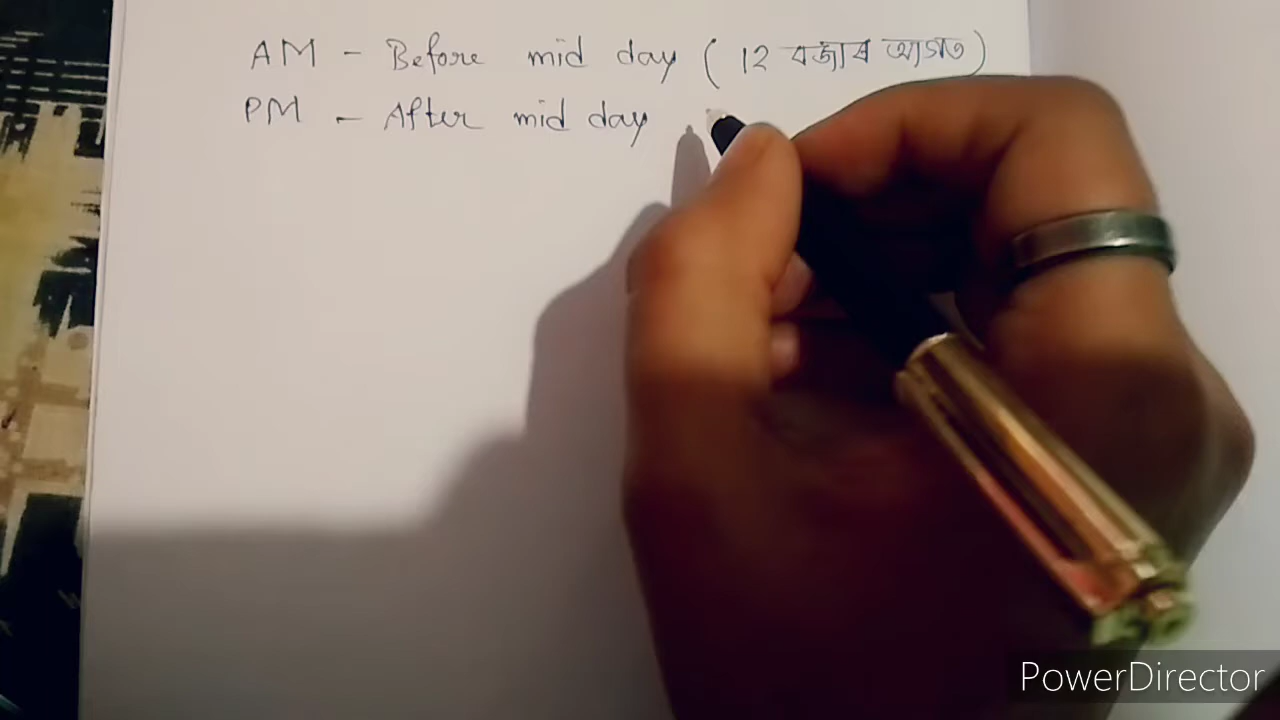 AM - Before mid day ( 12 বজাৰ আগত )
PM - After mid day
PowerDirector